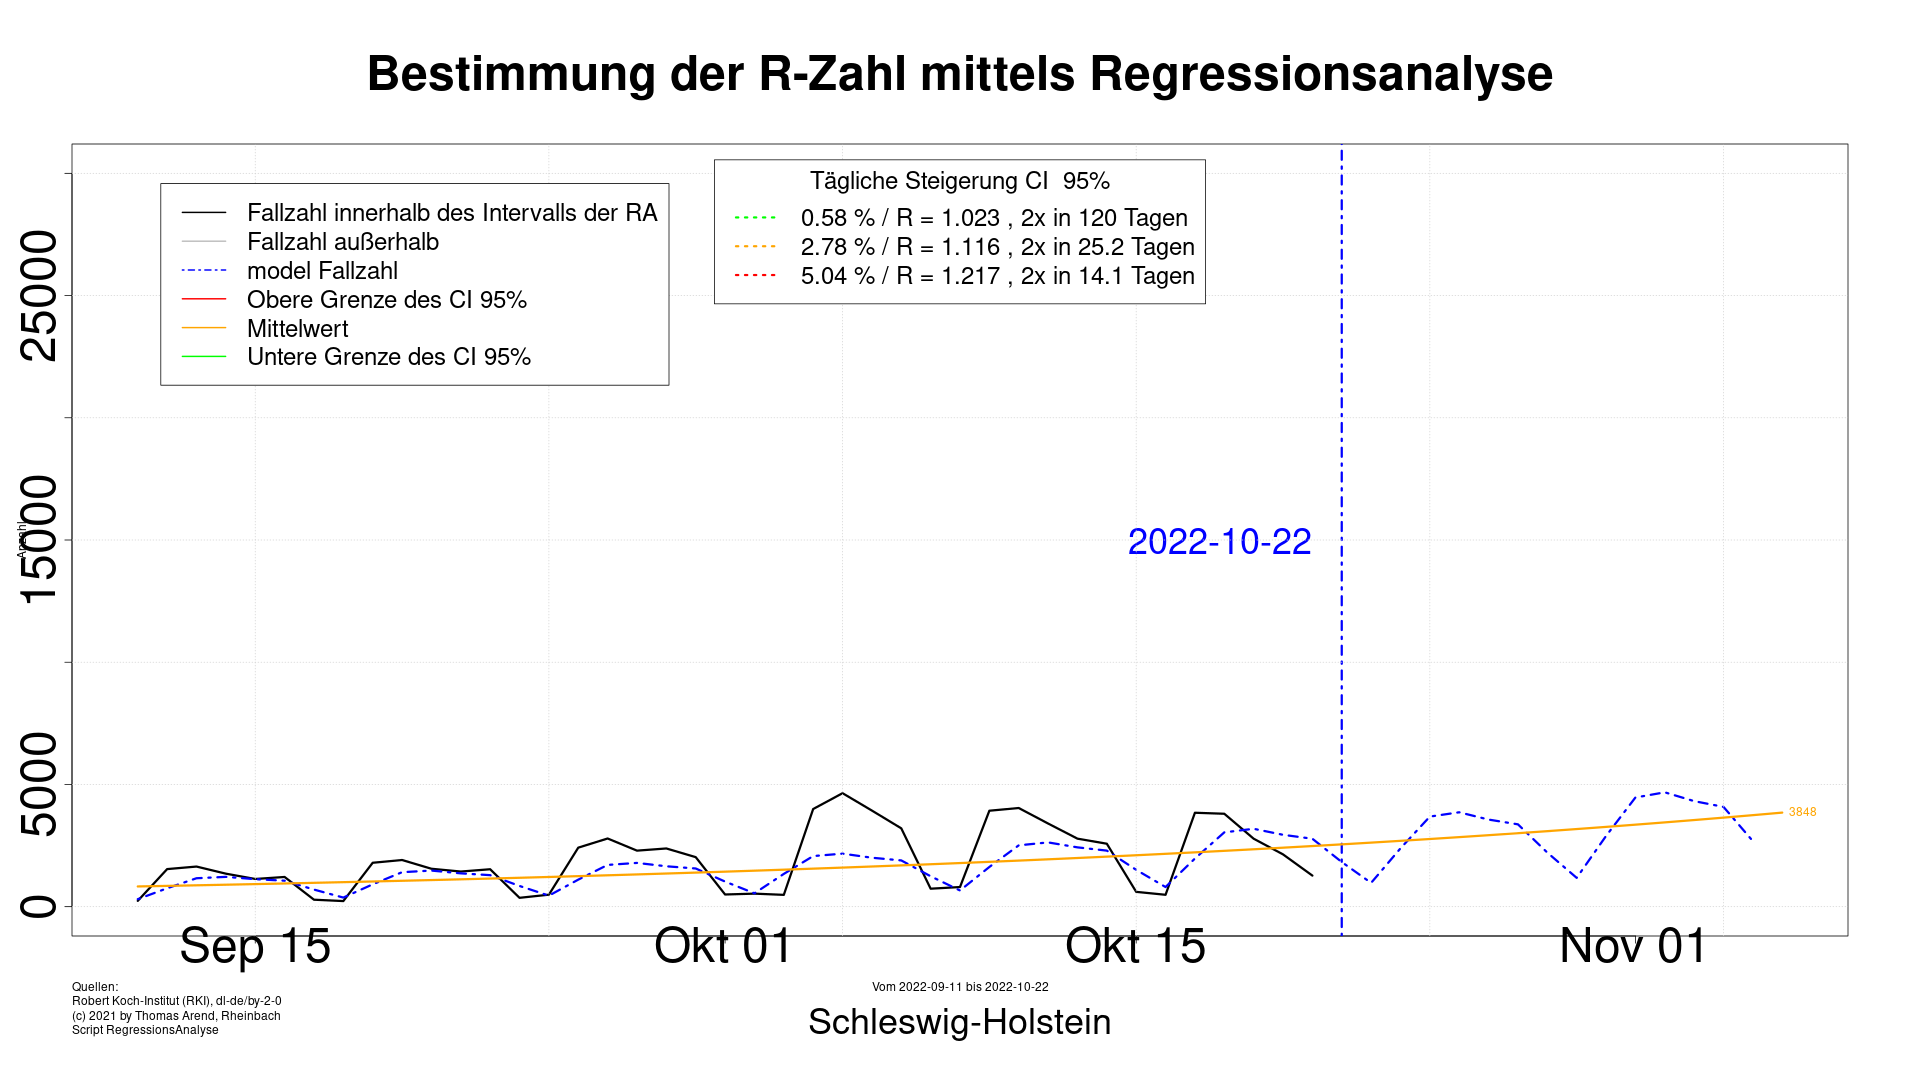 Bestimmung der R-Zahl mittels Regressionsanalyse
Fallzahl innerhalb des Intervalls der RA
Fallzahl außerhalb
model Fallzahl
Obere Grenze des CI 95%
Mittelwert
Untere Grenze des CI 95%
Tägliche Steigerung CI 95%
0.58 % / R = 1.023 , 2x in 120 Tagen
2.78 % / R = 1.116 , 2x in 25.2 Tagen
5.04 % / R = 1.217 , 2x in 14.1 Tagen
25000
15000
5000
0
Anzahl
2022-10-22
3848
Sep 15
Okt 01
Okt 15
Nov 01
Quellen:
Robert Koch-Institut (RKI), dl-de/by-2-0
(c) 2021 by Thomas Arend, Rheinbach
Script RegressionsAnalyse
Vom 2022-09-11 bis 2022-10-22
Schleswig-Holstein